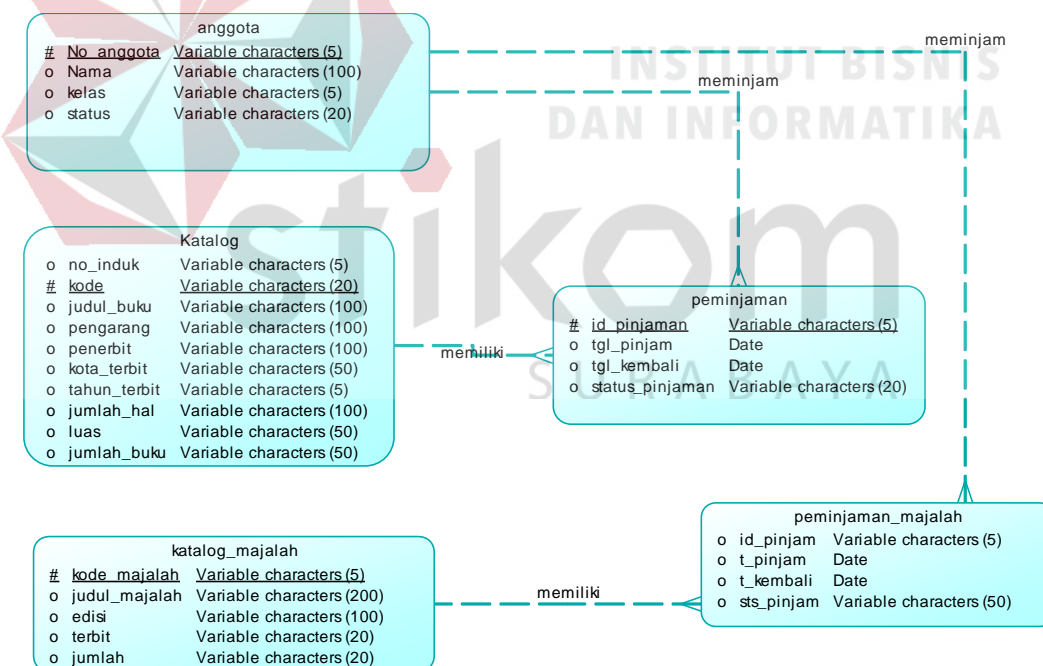 anggota
# No_anggota Variable characters (5)
o Nama Variable characters (100)
o kelas Variable characters (5)
o status Variable characters (20)
meminjam
meminjam
INSTITUT BISNIS
DAN INFORMATIKA
stikom
SURABAYA
Katalog
o no_induk Variable characters (5)
# kode Variable characters (20)
o judul_buku Variable characters (100)
o pengarang Variable characters (100)
o penerbit Variable characters (100)
o kota_terbit Variable characters (50)
o tahun_terbit Variable characters (5)
o jumlah_hal Variable characters (100)
o luas Variable characters (50)
o jumlah_buku Variable characters (50)
memiliki
peminjaman
# id_pinjaman Variable characters (5)
o tgl_pinjam Date
o tgl_kembali Date
o status_pinjaman Variable characters (20)
katalog_majalah
# kode_majalah Variable characters (5)
o judul_majalah Variable characters (200)
o edisi Variable characters (100)
o terbit Variable characters (20)
o jumlah Variable characters (20)
memiliki
peminjaman_majalah
o id_pinjam Variable characters (5)
o t_pinjam Date
o t_kembali Date
o sts_pinjam Variable characters (50)